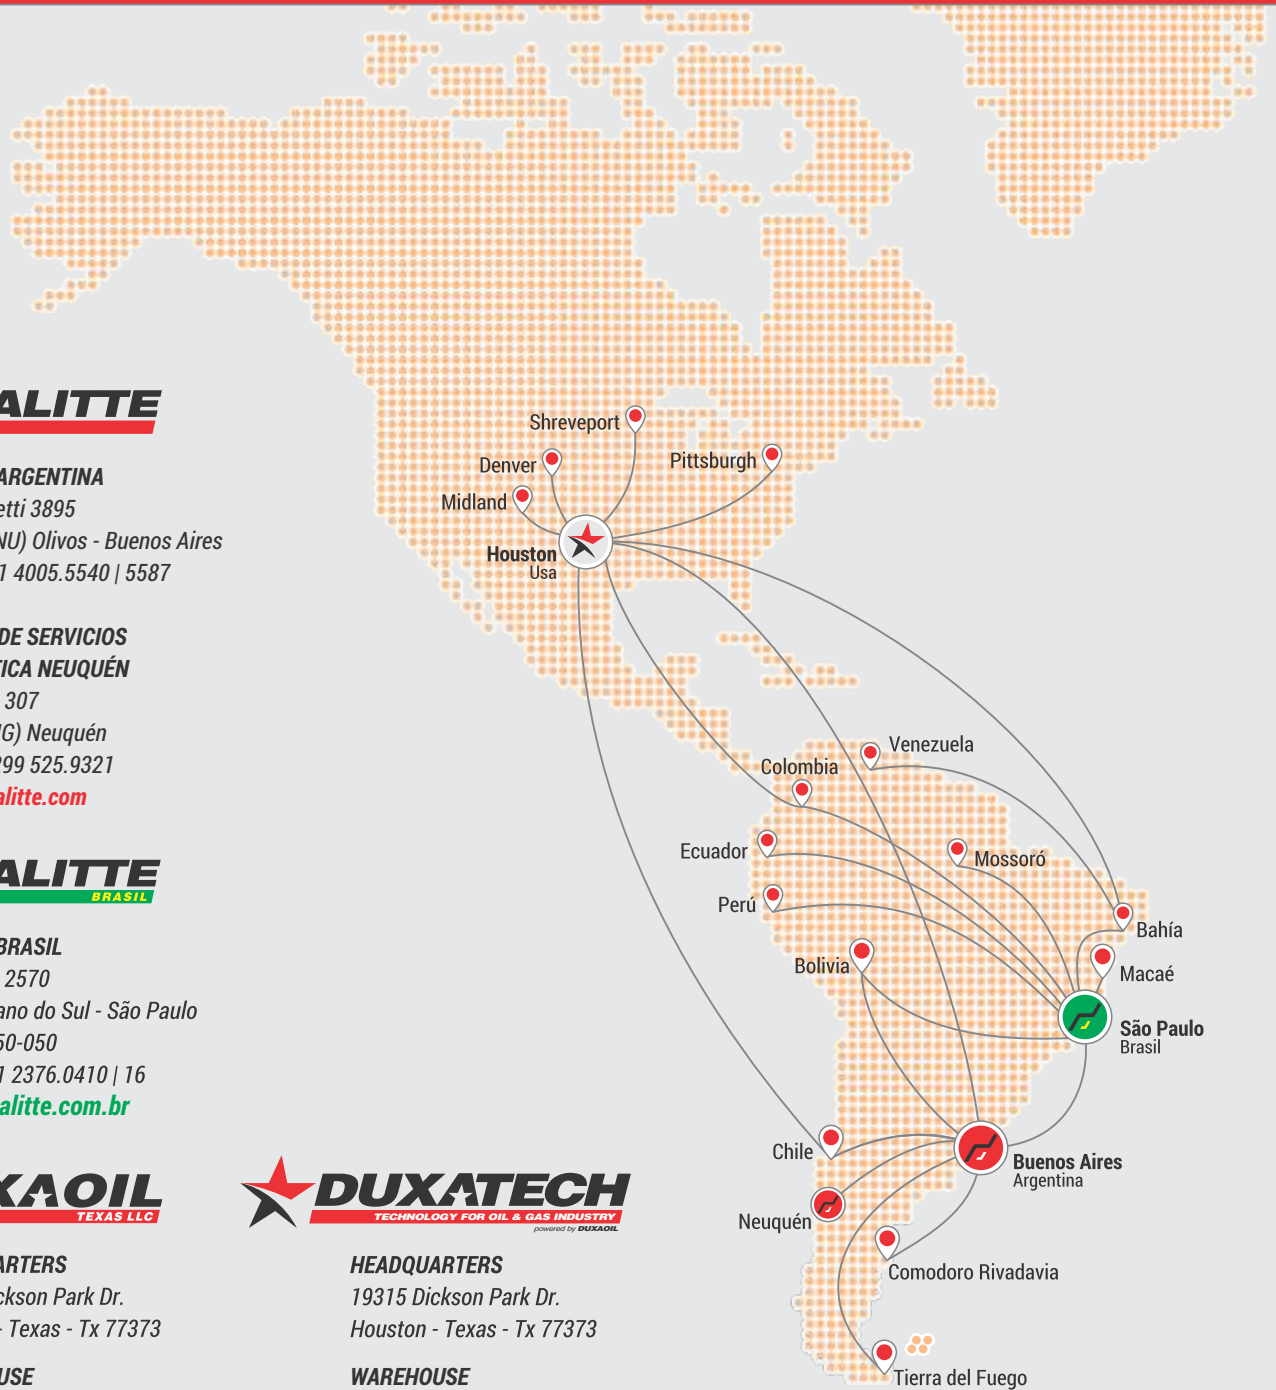 Shreveport
Denver
Pittsburgh
Midland
Houston
Usa
Venezuela
Colombia
Ecuador
Mossoró
Perú
Bahía
Bolivia
Macaé
São Paulo
Brasil
Chile
Buenos Aires
Argentina
Neuquén
Comodoro Rivadavia
Tierra del Fuego
ALITTE
ARGENTINA
etti 3895
NU) Olivos - Buenos Aires
1 4005.5540 | 5587
DE SERVICIOS
TICA NEUQUÉN
307
IG) Neuquén
299 525.9321
alitte.com
ALITTE
BRASIL
BRASIL
2570
ano do Sul - São Paulo
50-050
1 2376.0410 | 16
alitte.com.br
XAOIL
TEXAS LLC
ARTERS
ckson Park Dr.
- Texas - Tx 77373
USE
DUXATECH
TECHNOLOGY FOR OIL & GAS INDUSTRY
powered by DUXAOIL
HEADQUARTERS
19315 Dickson Park Dr.
Houston - Texas - Tx 77373
WAREHOUSE